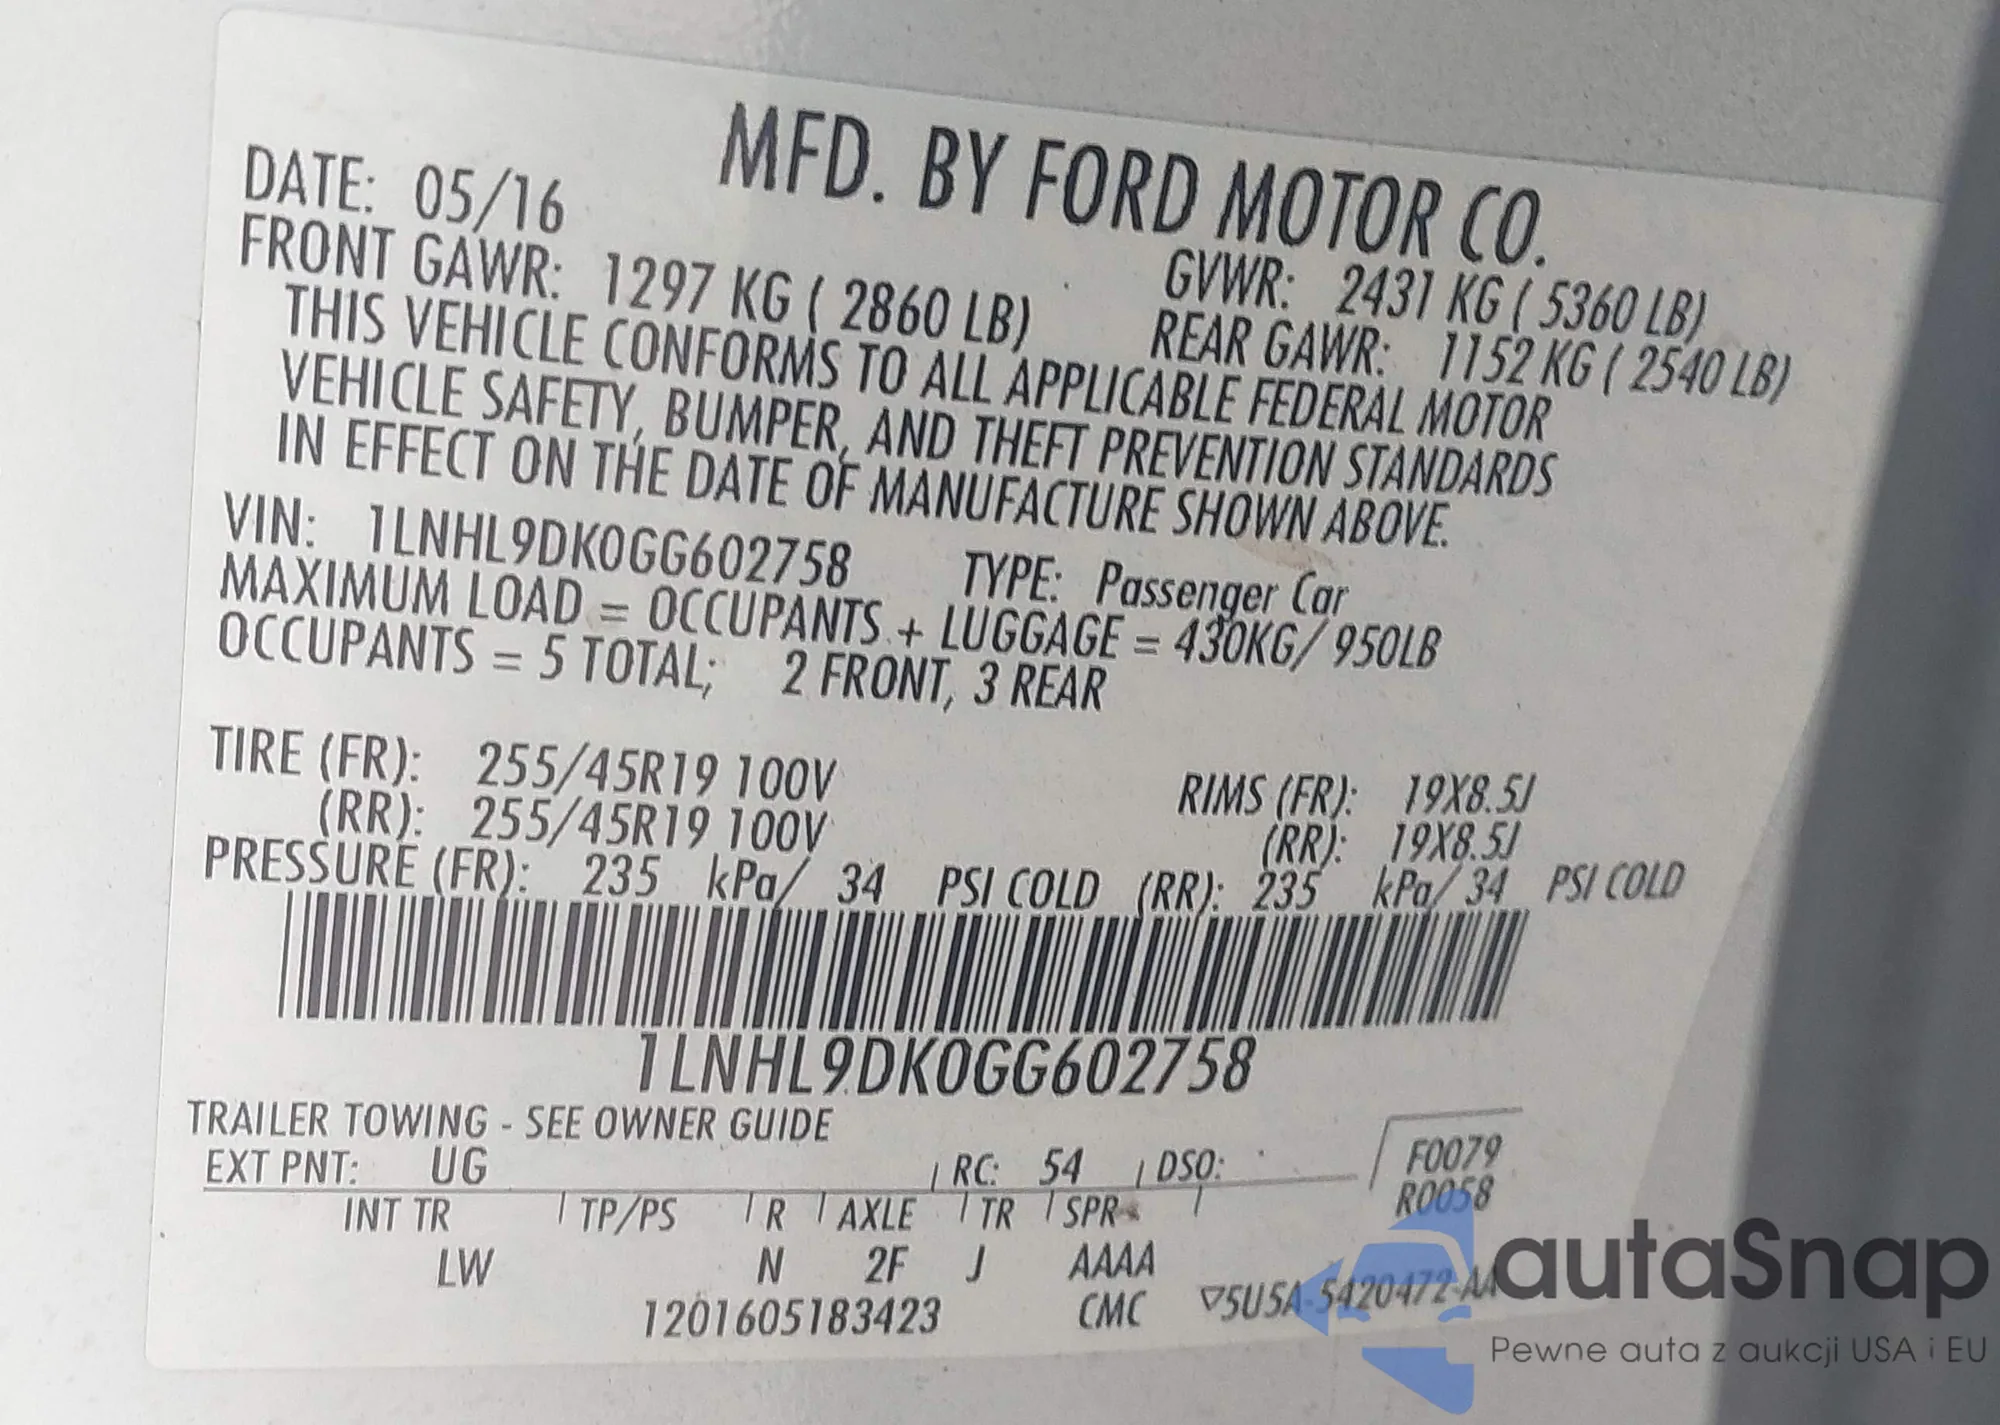 MFD. BY FORD MOTOR CO.
DATE: 05/16
GVWR: 2431 KG ( 5360 LB)
FRONT GAWR: 1297 KG ( 2860 LB)
REAR GAWR: 1152 KG ( 2540 LB)
THIS VEHICLE CONFORMS TO ALL APPLICABLE FEDERAL MOTOR
VEHICLE SAFETY, BUMPER, AND THEFT PREVENTION STANDARDS
IN EFFECT ON THE DATE OF MANUFACTURE SHOWN ABOVE.
VIN: 1LNHL9DK0GG602758 TYPE: Passenger Car
MAXIMUM LOAD = OCCUPANTS + LUGGAGE = 430KG/ 950LB
OCCUPANTS = 5 TOTAL; 2 FRONT, 3 REAR
TIRE (FR): 255/45R19 100V RIMS (FR): 19X8.5J
(RR): 255/45R19 100V (RR): 19X8.5J
PRESSURE (FR): 235 kPa/ 34 PSI COLD (RR): 235 kPa/ 34 PSI COLD
1LNHL9DK0GG602758
TRAILER TOWING - SEE OWNER GUIDE
EXT PNT: UG RC: 54 DSO: F0079
R0058
INT TR TP/PS R AXLE TR SPR
LW N 2F J AAAA
1201605183423 CMC ▽5U5A-5420472-AA
autaSnap
Pewne auta z aukcji USA i EU